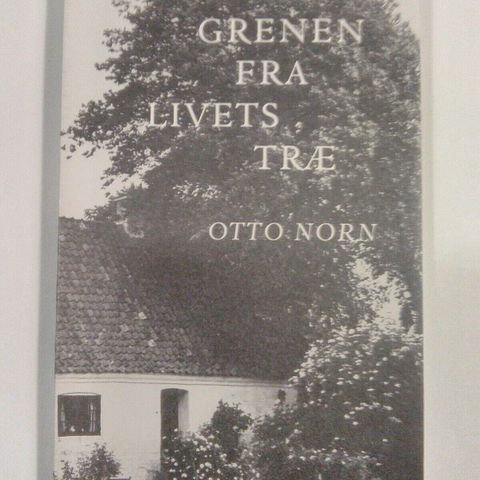 GRENEN
FRA
LIVETS
TRÆ
OTTO NORN